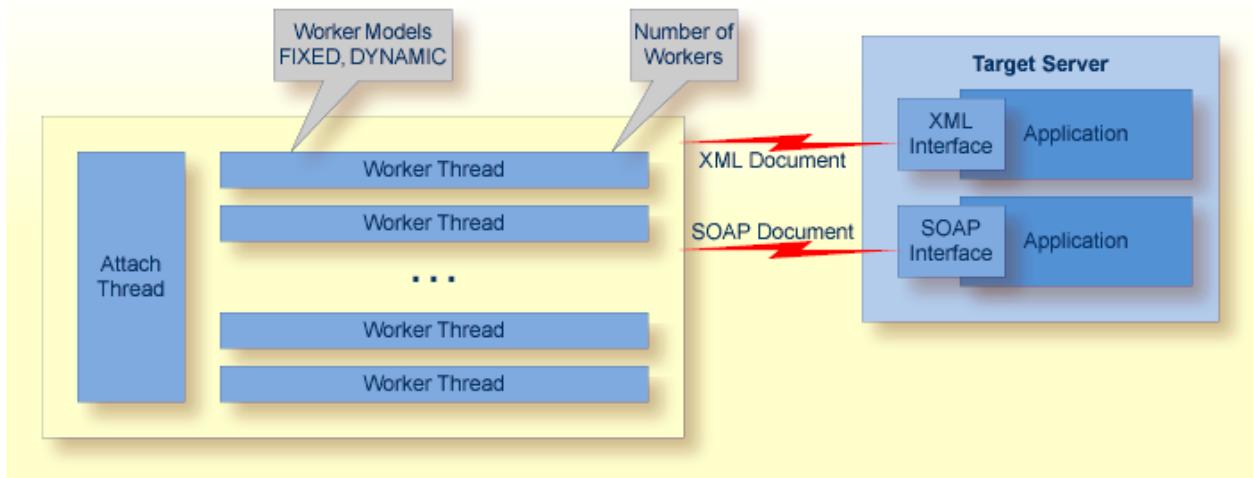 Worker Models
FIXED, DYNAMIC
Number of
Workers
Target Server
XML
Interface
Application
XML Document
Worker Thread
Worker Thread
SOAP Document
SOAP
Interface
Application
Attach
Thread
...
Worker Thread
Worker Thread